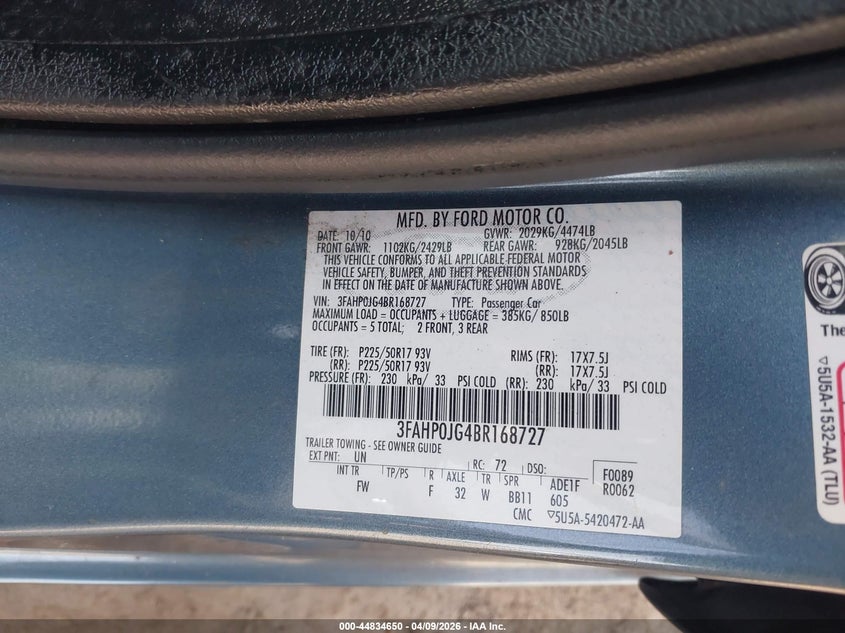 MFD. BY FORD MOTOR CO.
DATE: 10/10 GVWR: 2029KG/4474LB
FRONT GAWR: 1102KG/2429LB REAR GAWR: 928KG/2045LB
THIS VEHICLE CONFORMS TO ALL APPLICABLE FEDERAL MOTOR
VEHICLE SAFETY, BUMPER, AND THEFT PREVENTION STANDARDS
IN EFFECT ON THE DATE OF MANUFACTURE SHOWN ABOVE.
VIN: 3FAHP0JG4BR168727 TYPE: Passenger Car
MAXIMUM LOAD = OCCUPANTS + LUGGAGE = 385KG/ 850LB
OCCUPANTS = 5 TOTAL; 2 FRONT, 3 REAR
TIRE (FR): P225/50R17 93V RIMS (FR): 17X7.5J
(RR): P225/50R17 93V (RR): 17X7.5J
PRESSURE (FR): 230 kPa/ 33 PSI COLD (RR): 230 kPa/ 33 PSI COLD
3FAHP0JG4BR168727
TRAILER TOWING - SEE OWNER GUIDE
EXT PNT: UN RC: 72 DSO: F0089
INT TR TP/PS R AXLE TR SPR ADE1F R0062
FW F 32 W BB11 605
CMC ▽5U5A-5420472-AA
The
▽5U5A-1532-AA (TLU)
000-44834650 | 04/09/2026 - IAA Inc.